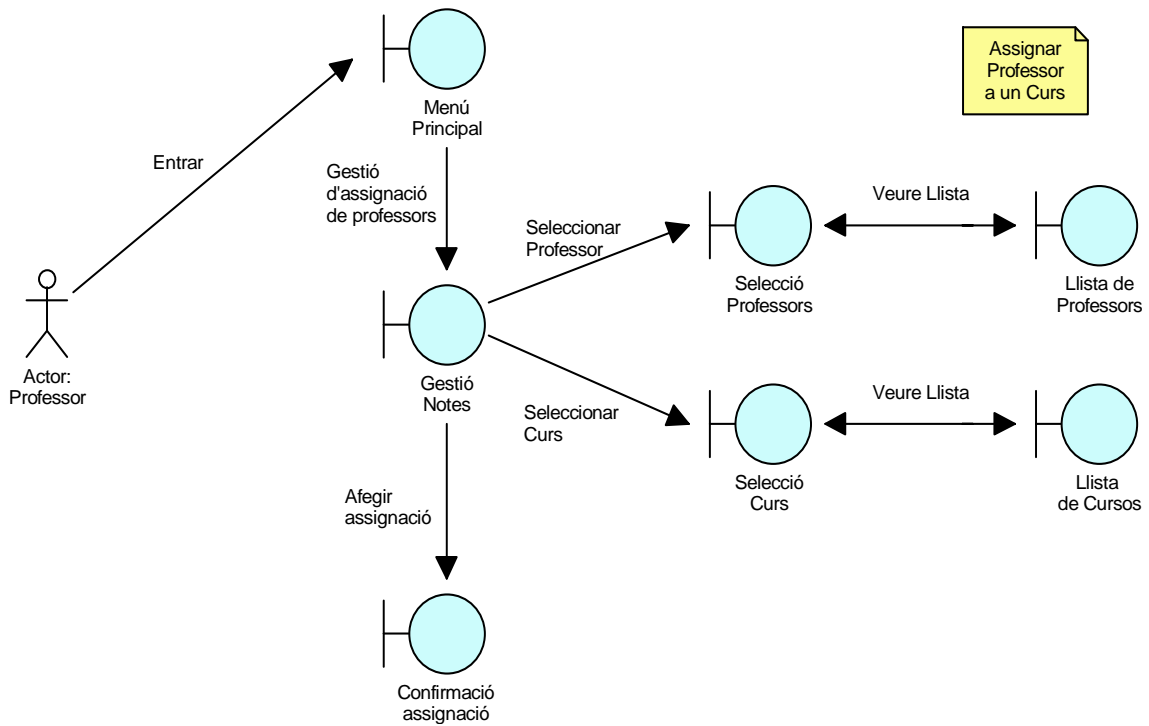 Assignar
Professor
a un Curs
Menú
Principal
Entrar
Gestió
d'assignació
de professors
Seleccionar
Professor
Veure Llista
Selecció
Professors
Llista de
Professors
Actor:
Professor
Gestió
Notes
Seleccionar
Curs
Veure Llista
Selecció
Curs
Llista
de Cursos
Afegir
assignació
Confirmació
assignació